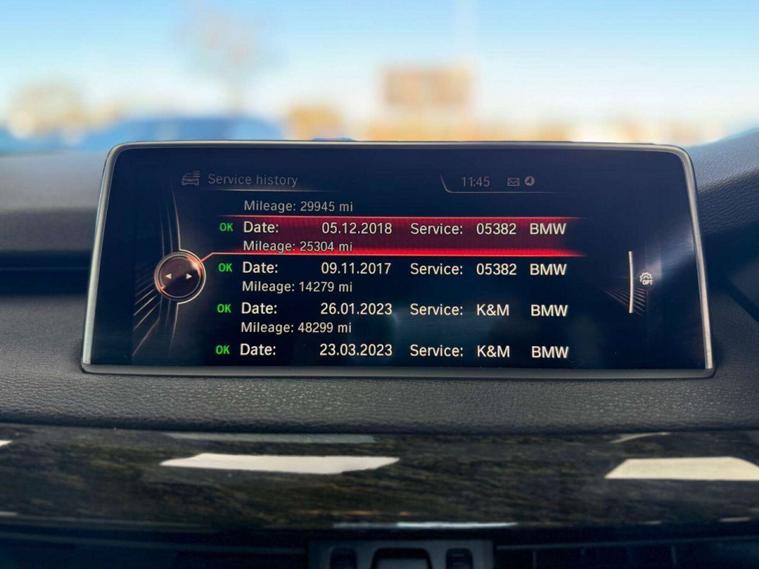 Service history 11:45
Mileage: 29945 mi
OK Date: 05.12.2018 Service: 05382 BMW
Mileage: 25304 mi
OK Date: 09.11.2017 Service: 05382 BMW
Mileage: 14279 mi
OK Date: 26.01.2023 Service: K&M BMW
Mileage: 48299 mi
OK Date: 23.03.2023 Service: K&M BMW